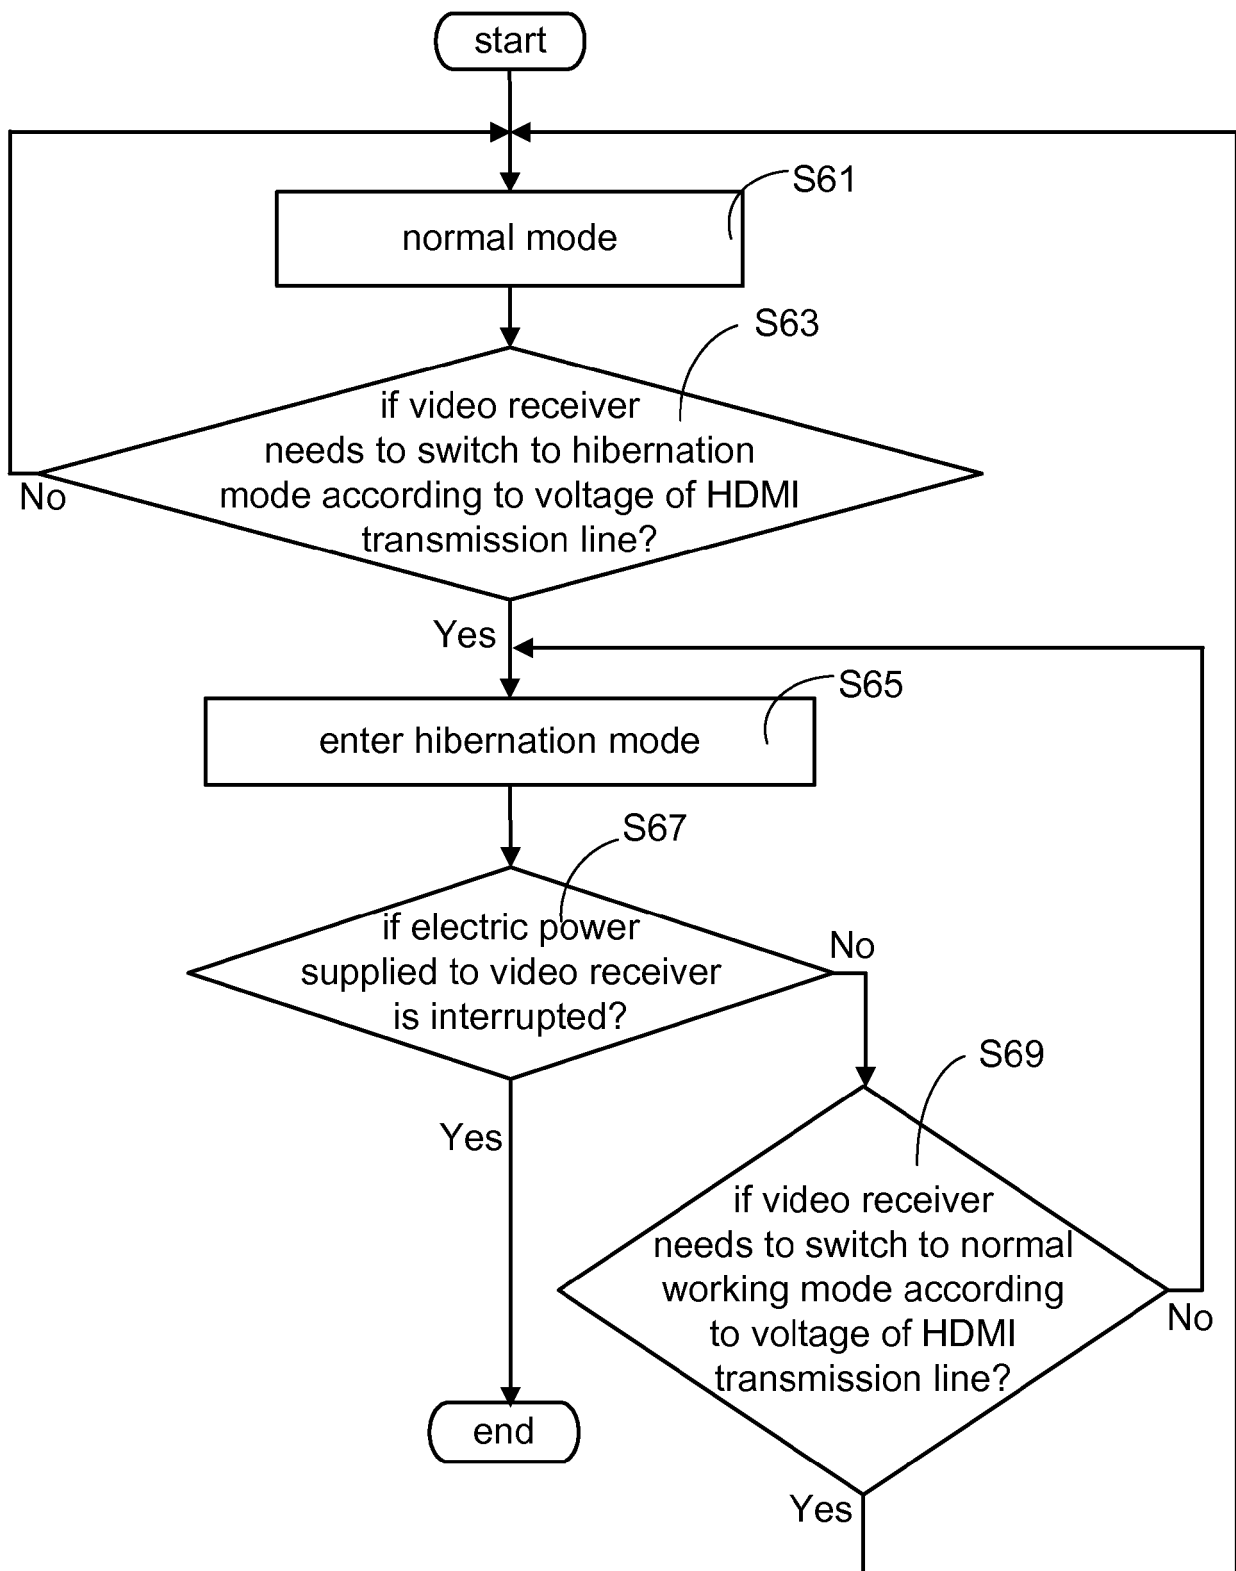 start
S61
normal mode
S63
if video receiver
needs to switch to hibernation
mode according to voltage of HDMI
transmission line?
No
Yes
S65
enter hibernation mode
S67
if electric power
supplied to video receiver
is interrupted?
No
S69
Yes
if video receiver
needs to switch to normal
working mode according
to voltage of HDMI
transmission line?
No
end
Yes